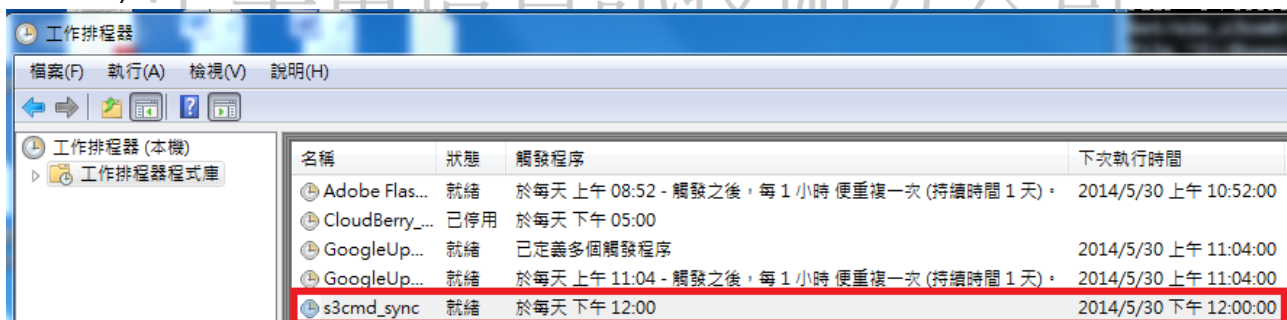 工作排程器
檔案(F) 執行(A) 檢視(V) 說明(H)
工作排程器 (本機)
工作排程器程式庫
名稱 狀態 觸發程序 下次執行時間
Adobe Flas... 就緒 於每天 上午 08:52 - 觸發之後，每 1 小時 便重複一次 (持續時間 1 天)。 2014/5/30 上午 10:52:00
CloudBerry_... 已停用 於每天 下午 05:00
GoogleUp... 就緒 已定義多個觸發程序 2014/5/30 上午 11:04:00
GoogleUp... 就緒 於每天 上午 11:04 - 觸發之後，每 1 小時 便重複一次 (持續時間 1 天)。 2014/5/30 上午 11:04:00
s3cmd_sync 就緒 於每天 下午 12:00 2014/5/30 下午 12:00:00